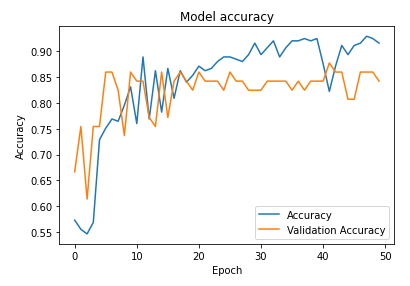 Model accuracy
Accuracy
0.90
0.85
0.80
0.75
0.70
0.65
0.60
0.55
0 10 20 30 40 50
Epoch
Accuracy
Validation Accuracy